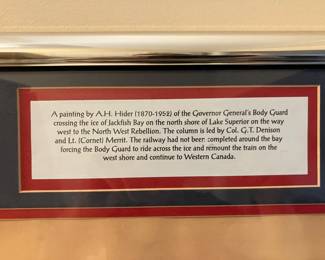 A painting by A.H. Hider (1870-1952) of the Governor General's Body Guard
crossing the ice of Jackfish Bay on the north shore of Lake Superior on the way
west to the North West Rebellion. The column is led by Col. G.T. Denison
and Lt. (Cornet) Merrit. The railway had not been completed around the bay
forcing the Body Guard to ride across the ice and remount the train on the
west shore and continue to Western Canada.